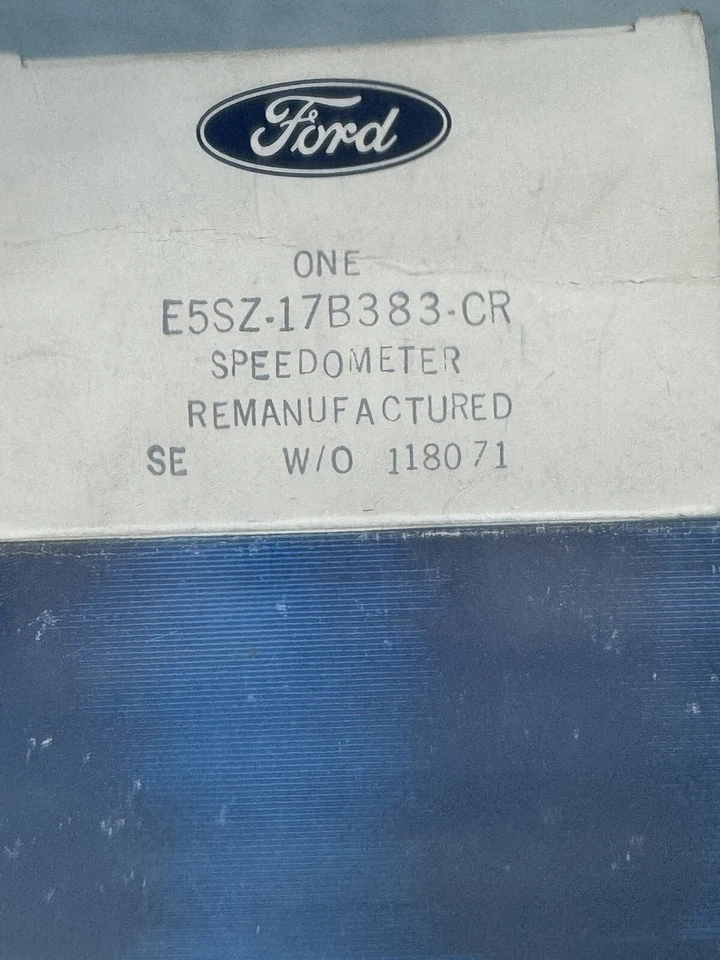 Ford
ONE
E5SZ-17B383-CR
SPEEDOMETER
REMANUFACTURED
SE W/O 118071